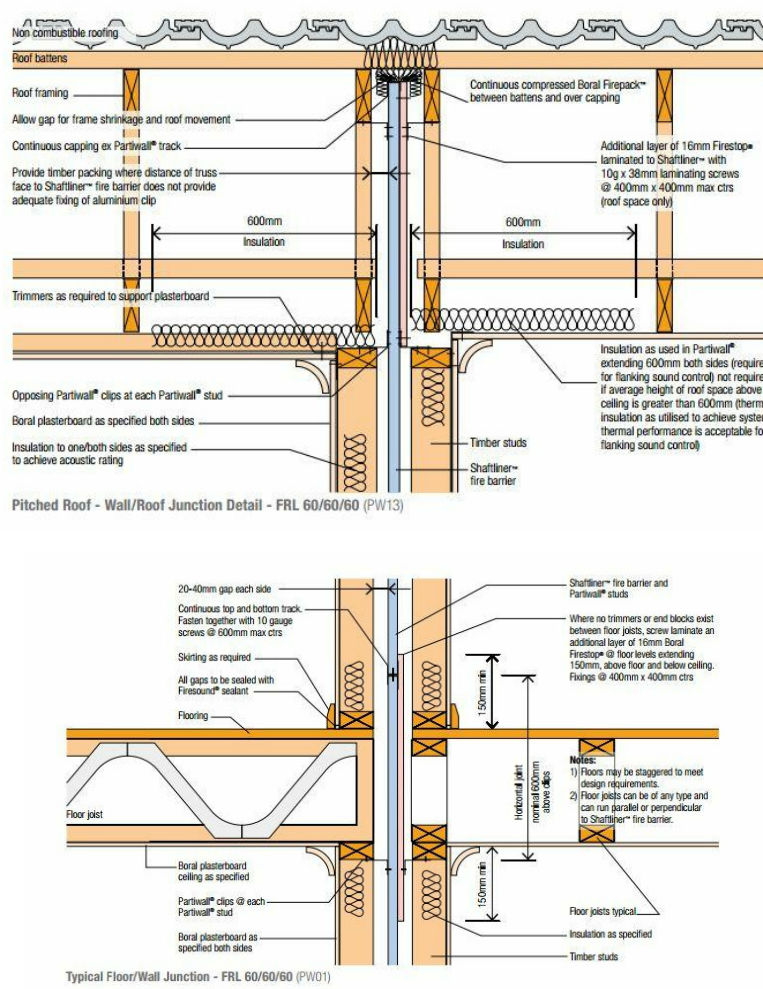 Non combustible roofing
Roof battens
Roof framing
Allow gap for frame shrinkage and roof movement
Continuous capping ex Partiwall® track
Provide timber packing where distance of truss
face to Shaftliner™ fire barrier does not provide
adequate fixing of aluminium clip
Continuous compressed Boral Firepack™
between battens and over capping
Additional layer of 16mm Firestop®
laminated to Shaftliner™ with
10g x 38mm laminating screws
@ 400mm x 400mm max ctrs
(roof space only)
600mm
Insulation
600mm
Insulation
Trimmers as required to support plasterboard
Opposing Partiwall® clips at each Partiwall® stud
Boral plasterboard as specified both sides
Insulation to one/both sides as specified
to achieve acoustic rating
Insulation as used in Partiwall®
extending 600mm both sides (require
for flanking sound control) not require
if average height of roof space above
ceiling is greater than 600mm (therm
insulation as utilised to achieve syste
thermal performance is acceptable fo
flanking sound control)
Timber studs
Shaftliner™
fire barrier
Pitched Roof - Wall/Roof Junction Detail - FRL 60/60/60 (PW13)
20-40mm gap each side
Continuous top and bottom track.
Fasten together with 10 gauge
screws @ 600mm max ctrs
Skirting as required
All gaps to be sealed with
Firesound® sealant
Flooring
Floor joist
Boral plasterboard
ceiling as specified
Partiwall® clips @ each
Partiwall® stud
Boral plasterboard as
specified both sides
Shaftliner™ fire barrier and
Partiwall® studs
Where no trimmers or end blocks exist
between floor joists, screw laminate an
additional layer of 16mm Boral
Firestop® @ floor levels extending
150mm, above floor and below ceiling.
Fixings @ 400mm x 400mm ctrs
150mm min
Horizontal joint
nominal 600mm
above clips
150mm min
Notes:
1) Floors may be staggered to meet
design requirements.
2) Floor joists can be of any type and
can run parallel or perpendicular
to Shaftliner™ fire barrier.
Floor joists typical
Insulation as specified
Timber studs
Typical Floor/Wall Junction - FRL 60/60/60 (PW01)